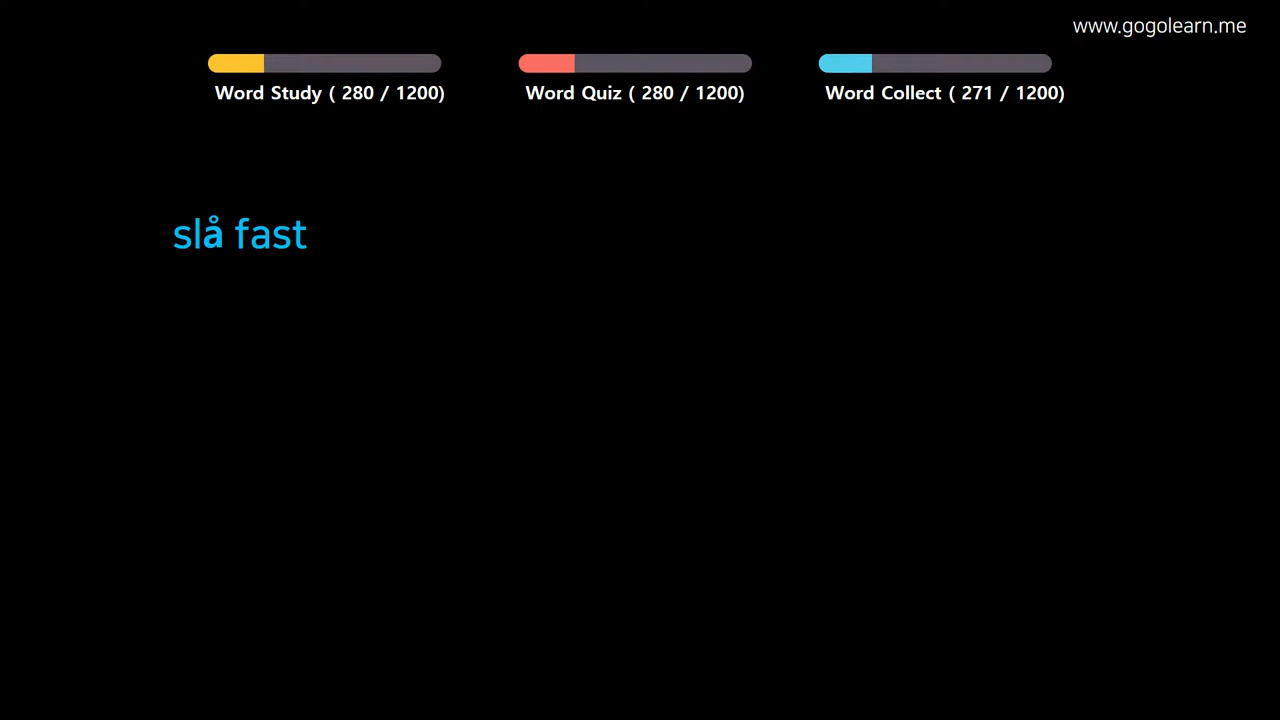 www.gogolearn.me
Word Study ( 280 / 1200)
Word Quiz ( 280 / 1200)
Word Collect ( 271 / 1200)
slå fast